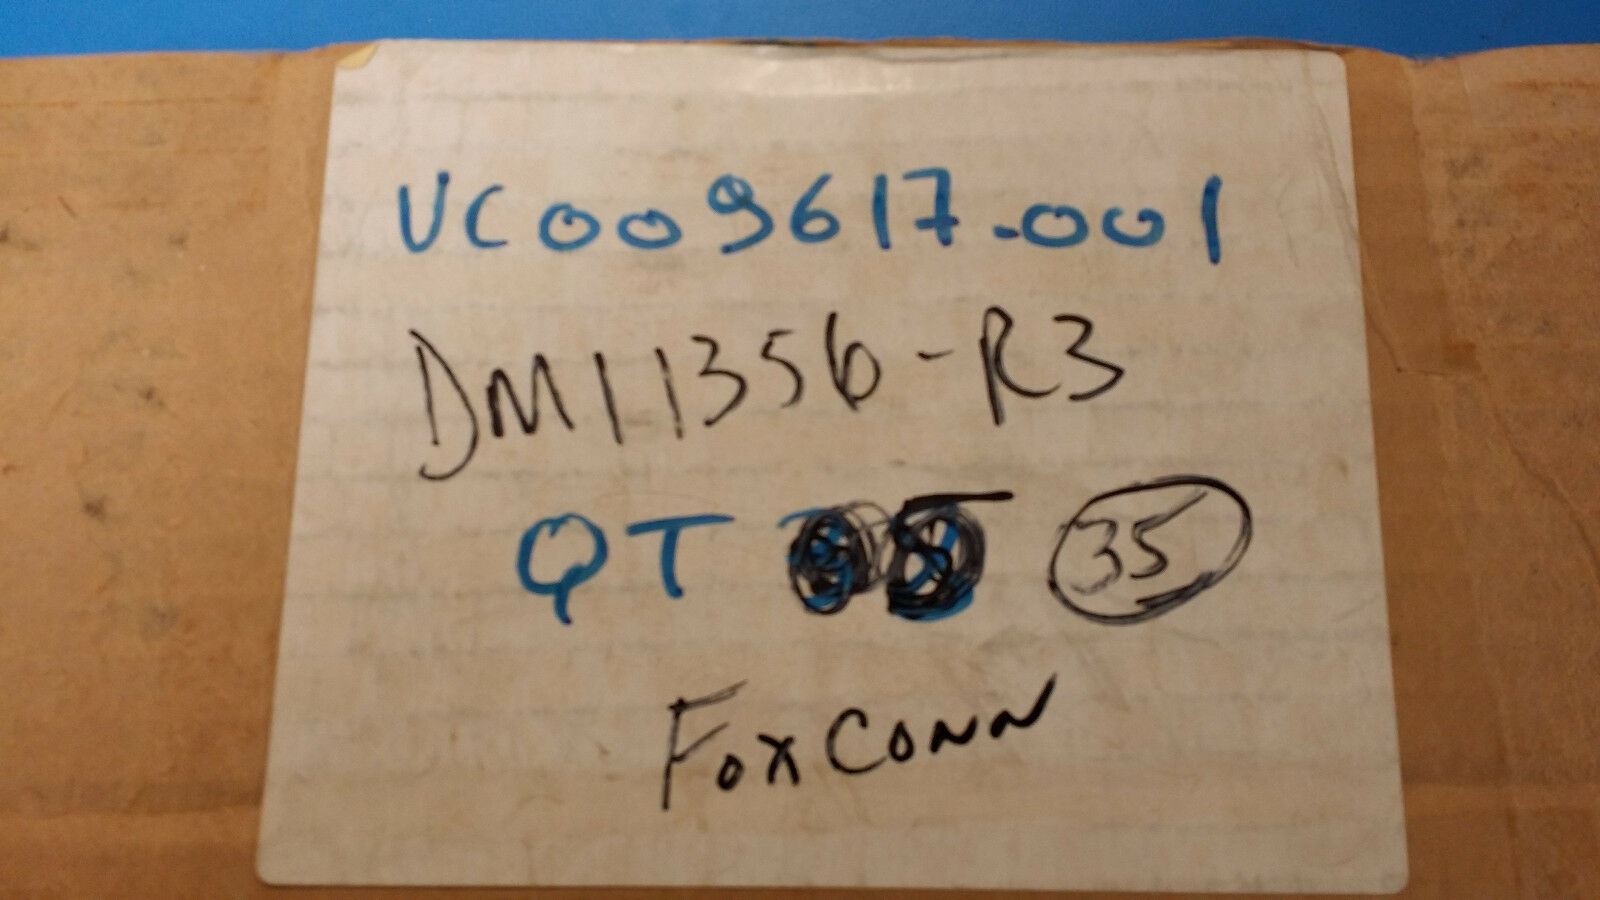 VC009617-001
DM11356-R3
QT 35
FOXCONN